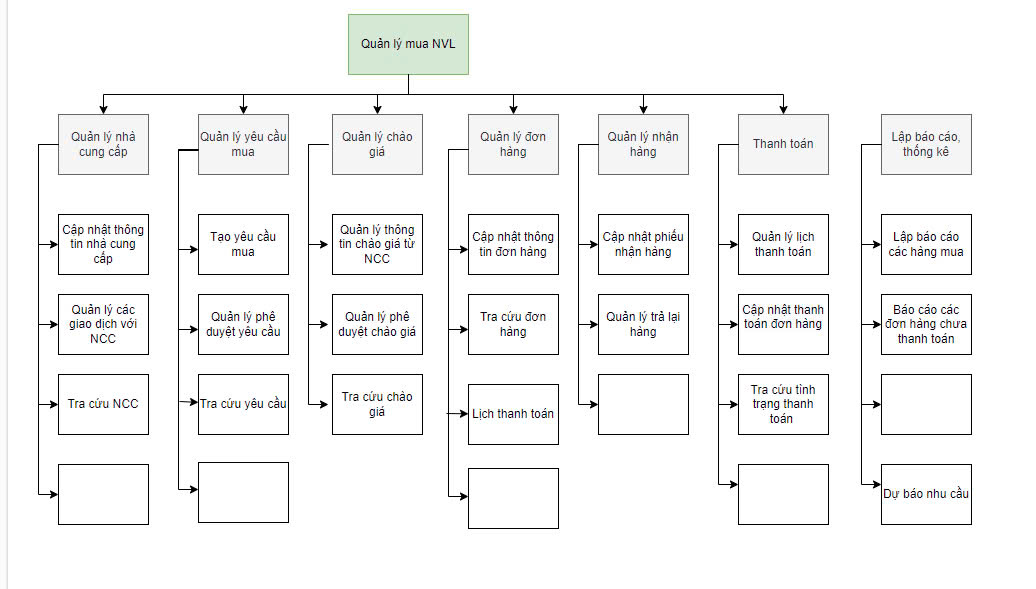 Quản lý mua NVL
Quản lý nhà
cung cấp
Quản lý yêu cầu
mua
Quản lý chào
giá
Quản lý đơn
hàng
Quản lý nhận
hàng
Thanh toán
Lập báo cáo,
thống kê
Cập nhật thông
tin nhà cung
cấp
Tạo yêu cầu
mua
Quản lý thông
tin chào giá từ
NCC
Cập nhật thông
tin đơn hàng
Cập nhật phiếu
nhận hàng
Quản lý lịch
thanh toán
Lập báo cáo
các hàng mua
Quản lý các
giao dịch với
NCC
Quản lý phê
duyệt yêu cầu
Quản lý phê
duyệt chào giá
Tra cứu đơn
hàng
Quản lý trả lại
hàng
Cập nhật thanh
toán đơn hàng
Báo cáo các
đơn hàng chưa
thanh toán
Tra cứu NCC
Tra cứu yêu cầu
Tra cứu chào
giá
Lịch thanh toán
Tra cứu tình
trạng thanh
toán
Dự báo nhu cầu